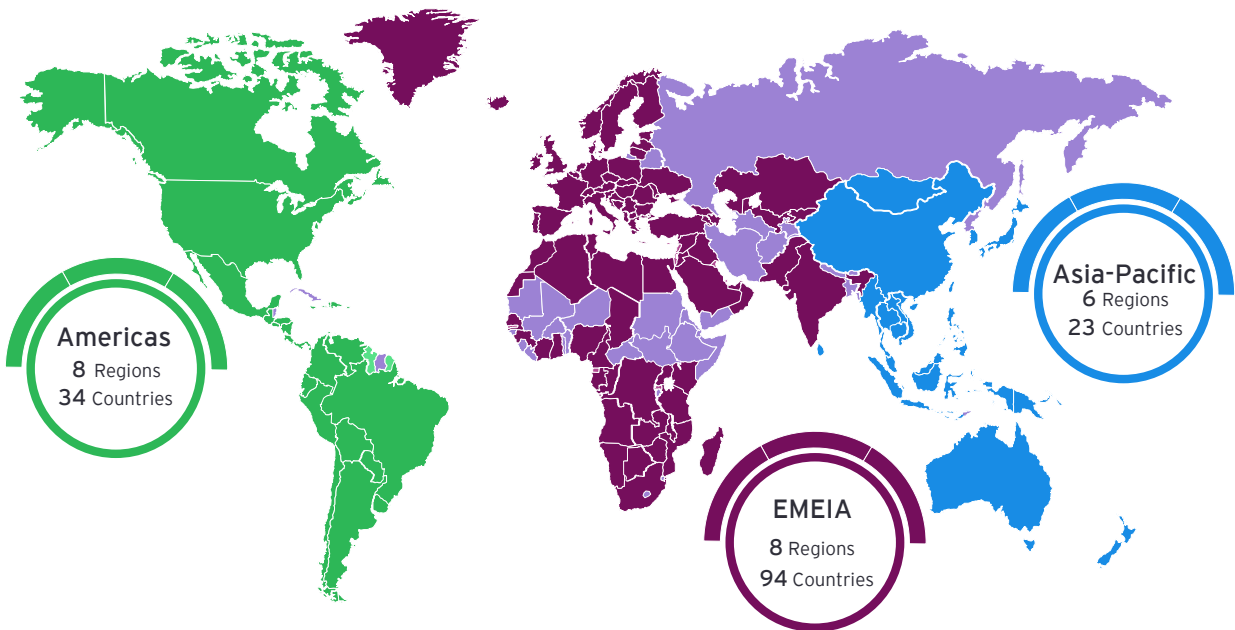 Americas
8 Regions
34 Countries
EMEIA
8 Regions
94 Countries
Asia-Pacific
6 Regions
23 Countries